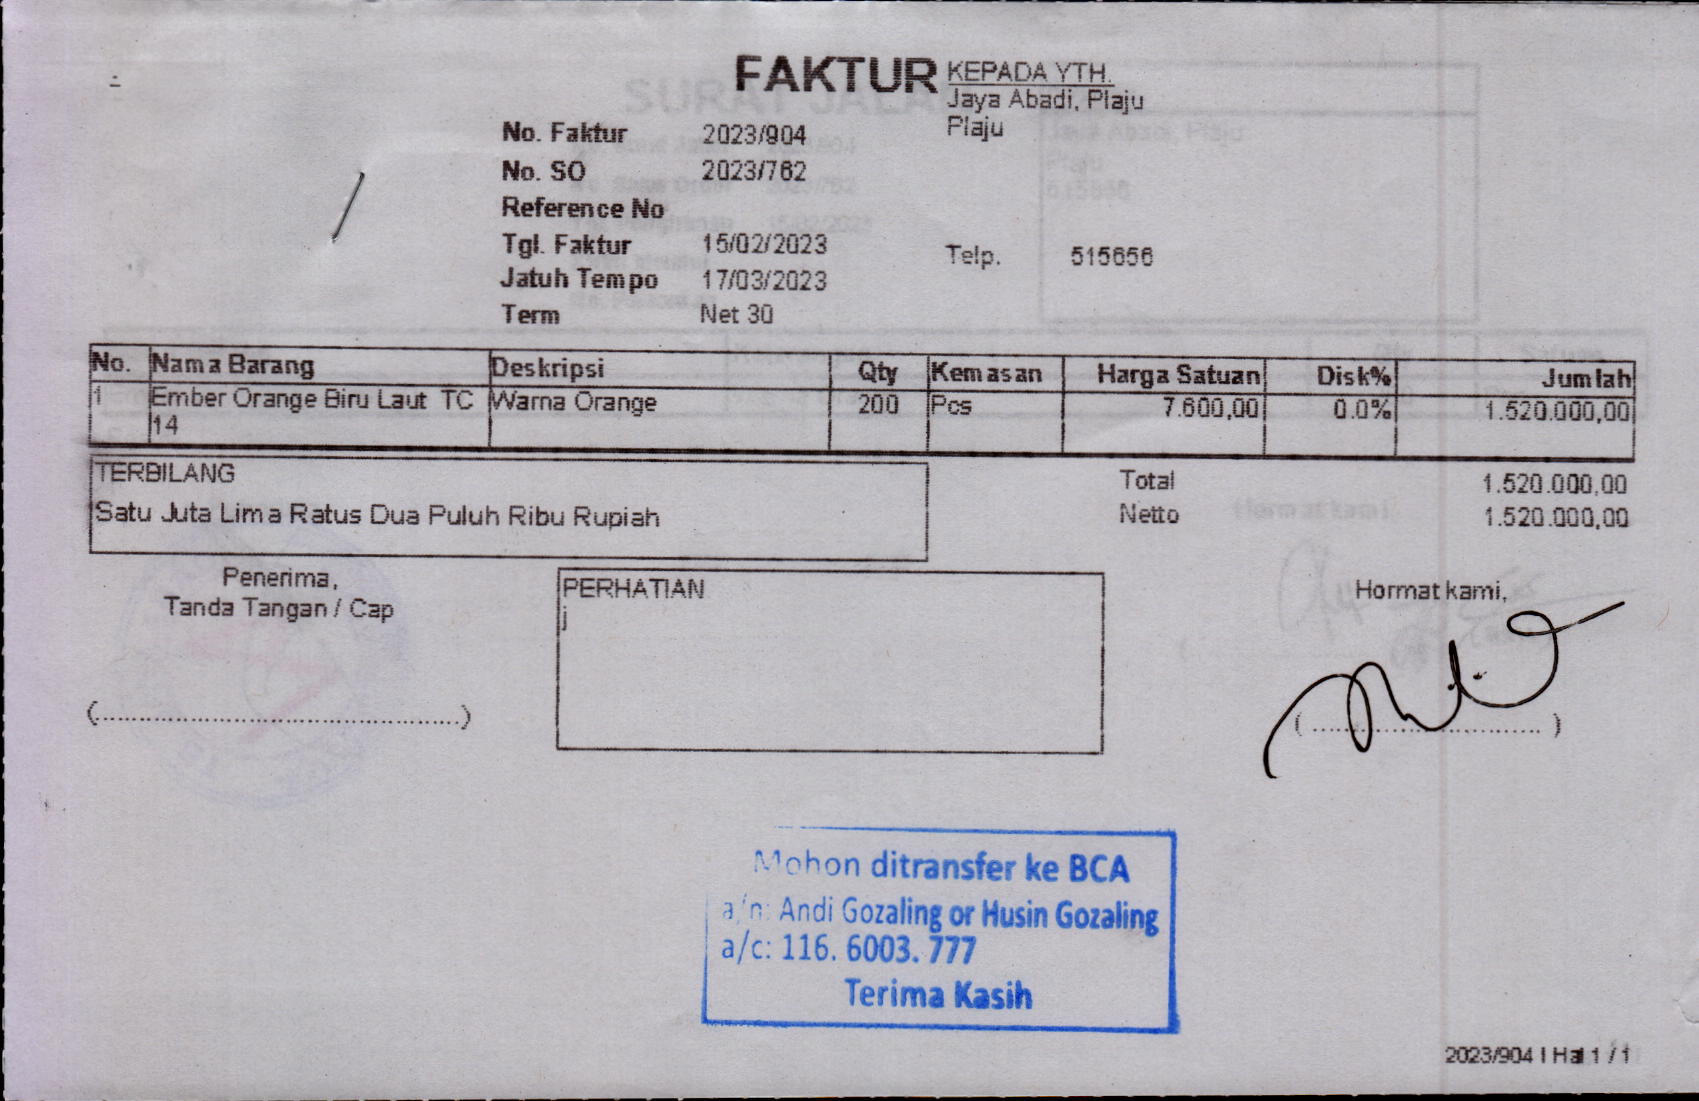 FAKTUR
KEPADA YTH.
Jaya Abadi, Plaju
Plaju
No. Faktur 2023/904
No. SO 2023/762
Reference No
Tgl. Faktur 15/02/2023
Telp. 515656
Jatuh Tempo 17/03/2023
Term Net 30
No. Nama Barang Deskripsi Qty Kemasan Harga Satuan Disk% Jumlah
1 Ember Orange Biru Laut TC Warna Orange 200 Pcs 7.600,00 0.0% 1.520.000,00
14
TERBILANG
Satu Juta Lima Ratus Dua Puluh Ribu Rupiah
Total 1.520.000,00
Netto 1.520.000,00
Penerima,
Tanda Tangan / Cap
(.....................................................)
PERHATIAN
j
Hormat kami,
(.................................)
Mohon ditransfer ke BCA
a/n: Andi Gozaling or Husin Gozaling
a/c: 116. 6003. 777
Terima Kasih
2023/904 I Hal 1 / 1